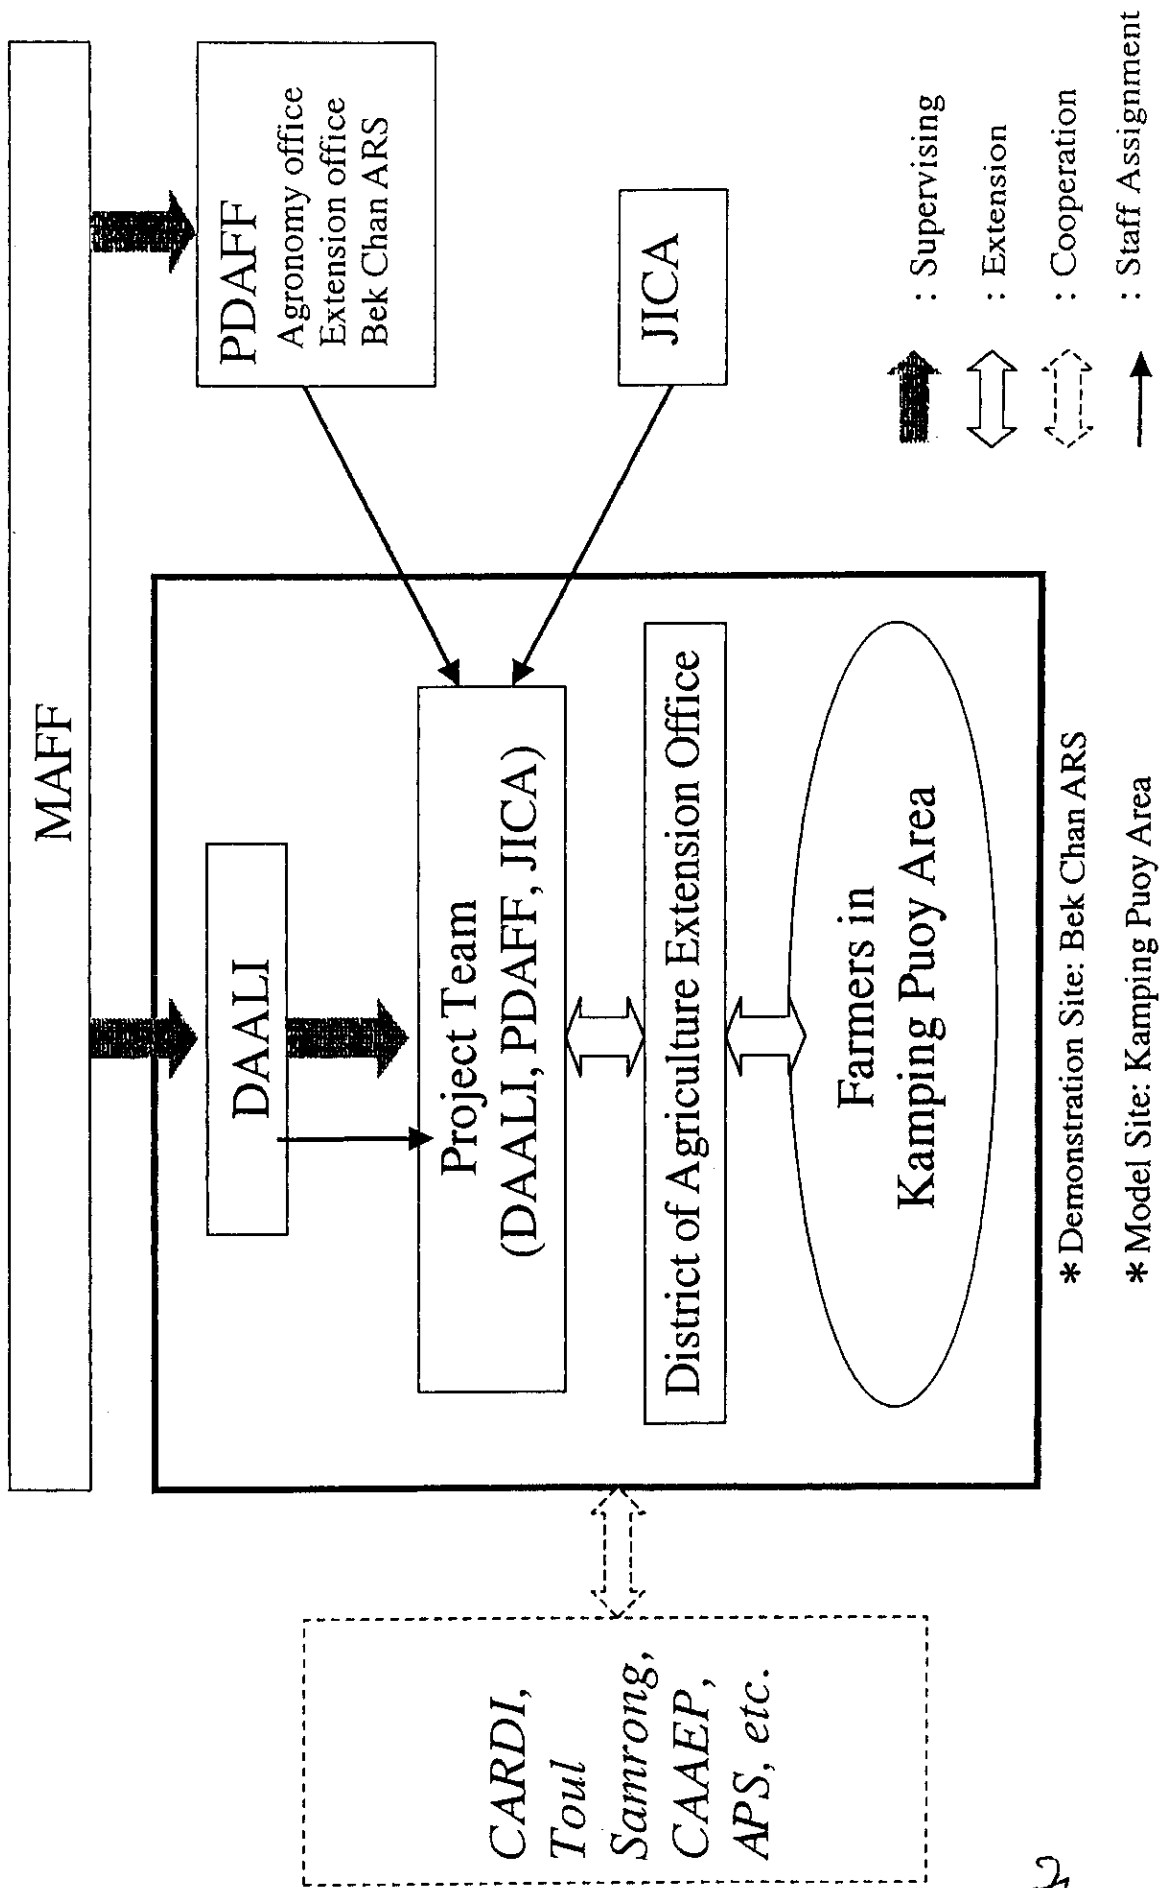 MAFF
PDAFF
Agronomy office
Extension office
Bek Chan ARS
DAALI
Project Team
(DAALI, PDAFF, JICA)
JICA
District of Agriculture Extension Office
Farmers in
Kamping Puoy Area
CARDI,
Toul
Samrong,
CAAEP,
APS, etc.
: Supervising
: Extension
: Cooperation
: Staff Assignment
*Demonstration Site: Bek Chan ARS
*Model Site: Kamping Puoy Area